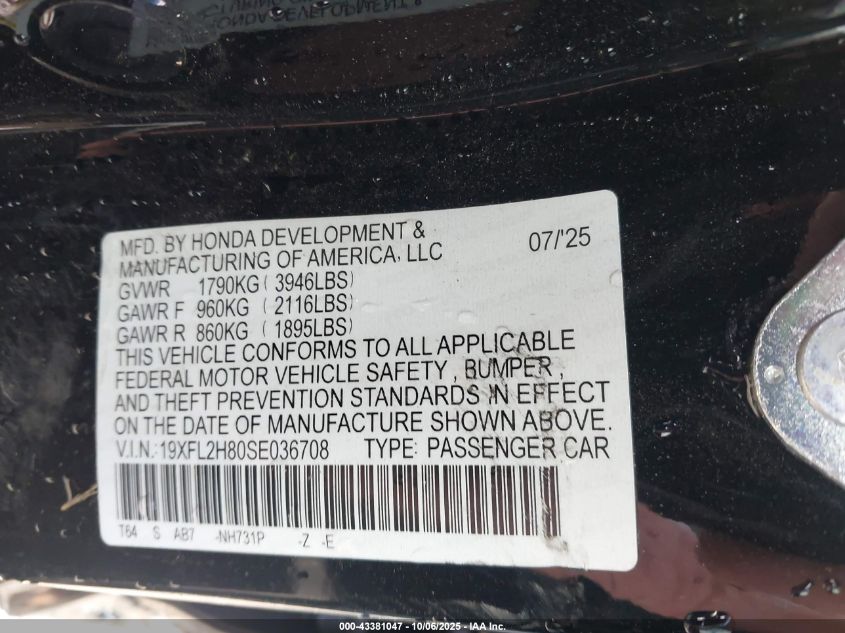 MFD. BY HONDA DEVELOPMENT &
MANUFACTURING OF AMERICA, LLC 07/'25
GVWR 1790KG ( 3946LBS)
GAWR F 960KG ( 2116LBS)
GAWR R 860KG ( 1895LBS)
THIS VEHICLE CONFORMS TO ALL APPLICABLE
FEDERAL MOTOR VEHICLE SAFETY , BUMPER ,
AND THEFT PREVENTION STANDARDS IN EFFECT
ON THE DATE OF MANUFACTURE SHOWN ABOVE.
V.I.N.: 19XFL2H80SE036708 TYPE: PASSENGER CAR
T64 S AB7 -NH731P -Z -E
000-43381047 - 10/06/2025 - IAA Inc.